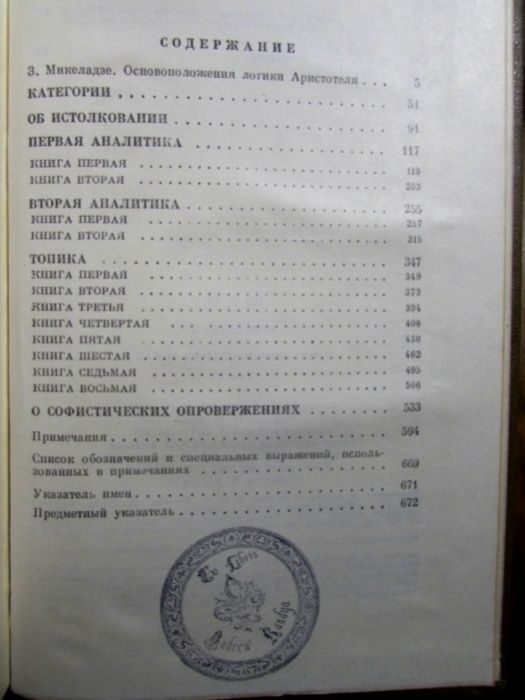 СОДЕРЖАНИЕ
З. Микеладзе. Основоположения логики Аристотеля . . . 5
КАТЕГОРИИ . . . . . . . . . . . . . . . . . . . . 51
ОБ ИСТОЛКОВАНИИ . . . . . . . . . . . . . . . . 91
ПЕРВАЯ АНАЛИТИКА . . . . . . . . . . . . . . . 117
КНИГА ПЕРВАЯ . . . . . . . . . . . . . . . . . . 119
КНИГА ВТОРАЯ . . . . . . . . . . . . . . . . . . 203
ВТОРАЯ АНАЛИТИКА . . . . . . . . . . . . . . . 255
КНИГА ПЕРВАЯ . . . . . . . . . . . . . . . . . . 257
КНИГА ВТОРАЯ . . . . . . . . . . . . . . . . . . 315
ТОПИКА . . . . . . . . . . . . . . . . . . . . . . 347
КНИГА ПЕРВАЯ . . . . . . . . . . . . . . . . . . 349
КНИГА ВТОРАЯ . . . . . . . . . . . . . . . . . . 373
КНИГА ТРЕТЬЯ . . . . . . . . . . . . . . . . . . 394
КНИГА ЧЕТВЕРТАЯ . . . . . . . . . . . . . . . . 408
КНИГА ПЯТАЯ . . . . . . . . . . . . . . . . . . . 430
КНИГА ШЕСТАЯ . . . . . . . . . . . . . . . . . . 462
КНИГА СЕДЬМАЯ . . . . . . . . . . . . . . . . . 495
КНИГА ВОСЬМАЯ . . . . . . . . . . . . . . . . . 506
О СОФИСТИЧЕСКИХ ОПРОВЕРЖЕНИЯХ . . . . . . . 533
Примечания . . . . . . . . . . . . . . . . . . . . 594
Список обозначений и специальных выражений, исполь-
зованных в примечаниях . . . . . . . . . . . . . . 669
Указатель имен . . . . . . . . . . . . . . . . . . 671
Предметный указатель . . . . . . . . . . . . . . . 672
Libris